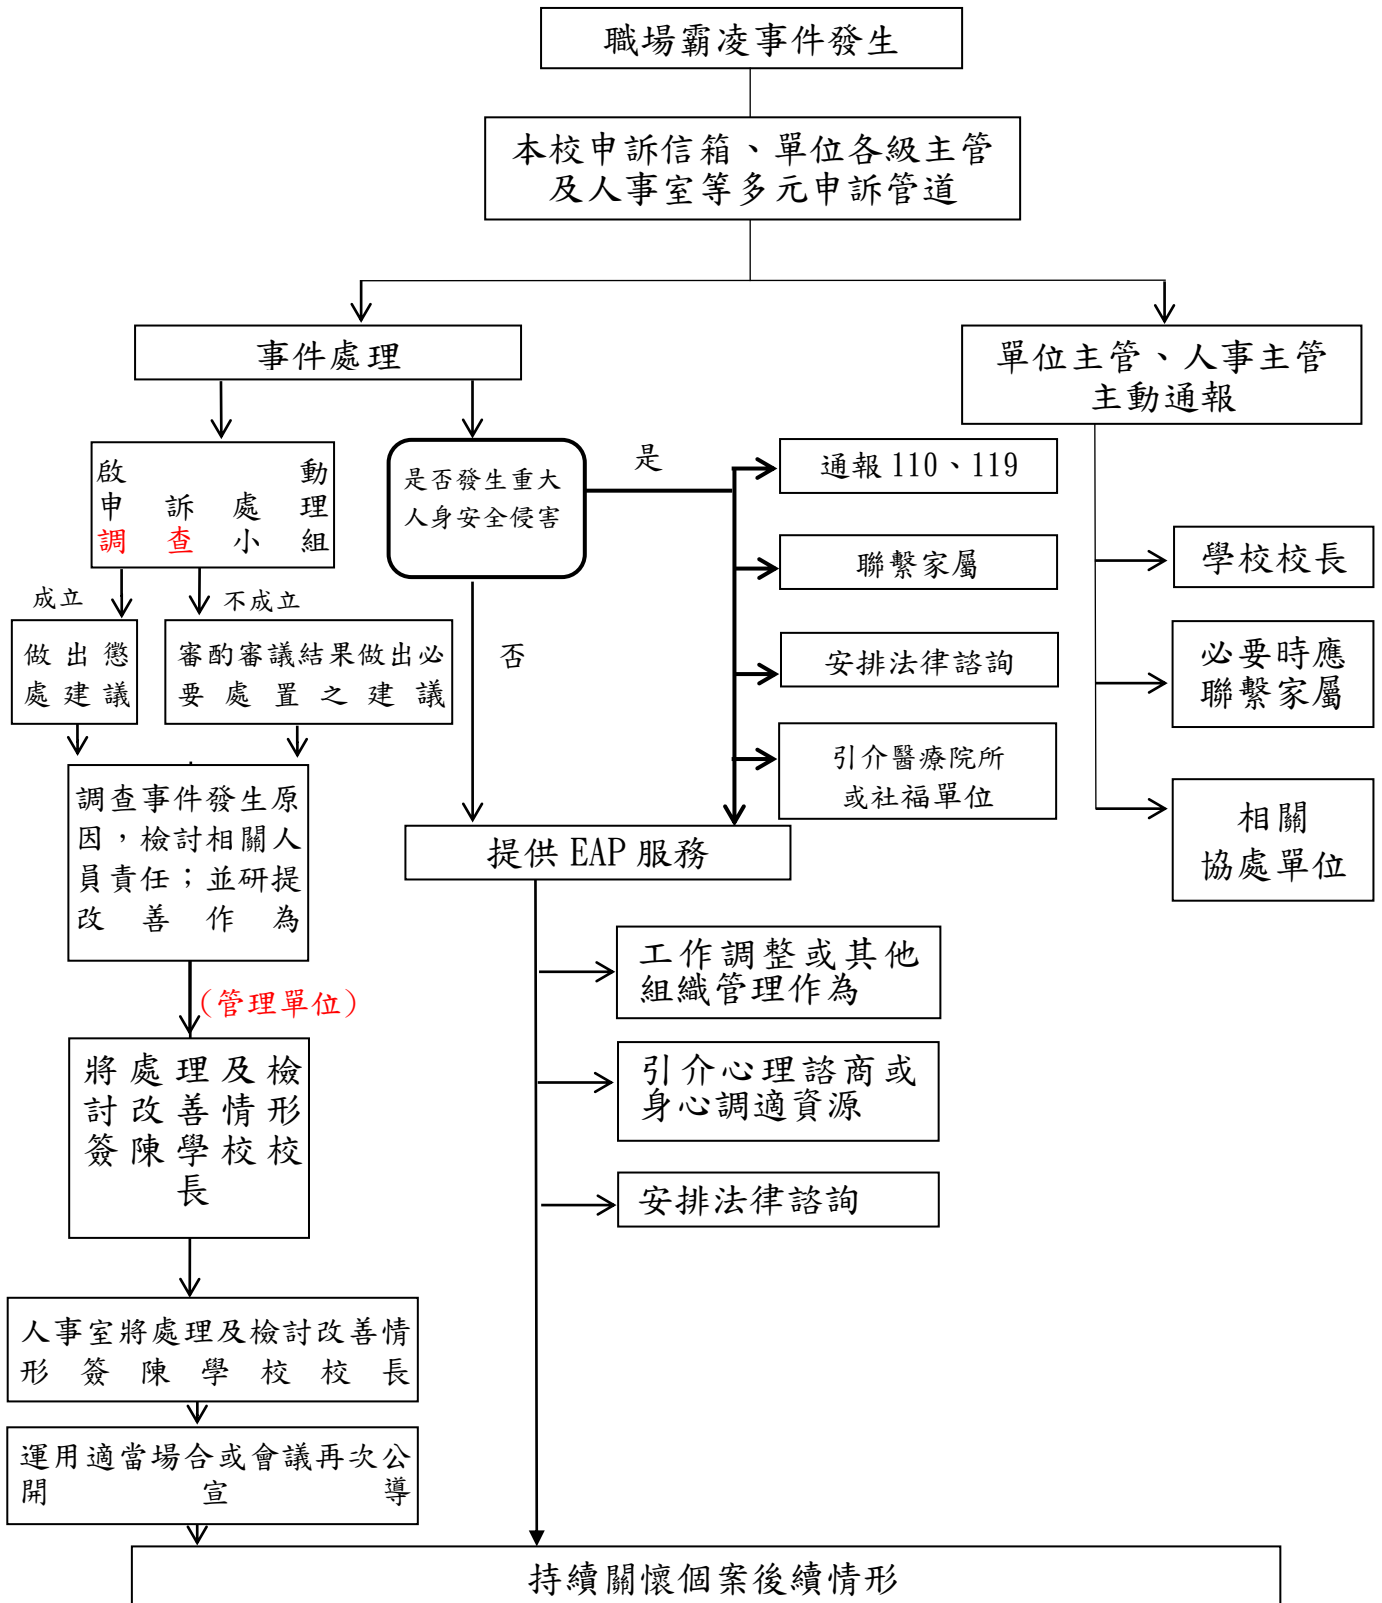 職場霸凌事件發生
本校申訴信箱、單位各級主管
及人事室等多元申訴管道
事件處理
單位主管、人事主管
主動通報
啟動
申訴處理
調查小組
是否發生重大
人身安全侵害
是
通報110、119
聯繫家屬
安排法律諮詢
引介醫療院所
或社福單位
學校校長
必要時應
聯繫家屬
相關
協處單位
成立
不成立
做出懲
處建議
審酌審議結果做出必
要處置之建議
否
調查事件發生原
因，檢討相關人
員責任；並研提
改善作為
提供 EAP 服務
(管理單位)
工作調整或其他
組織管理作為
引介心理諮商或
身心調適資源
安排法律諮詢
將處理及檢
討改善情形
簽陳學校校
長
人事室將處理及檢討改善情
形簽陳學校校長
運用適當場合或會議再次公
開宣導
持續關懷個案後續情形